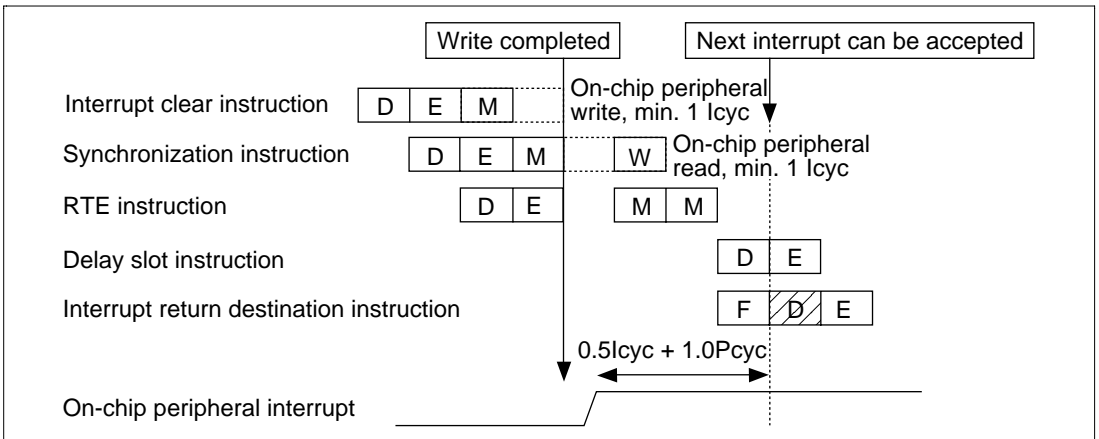 Write completed
Next interrupt can be accepted
Interrupt clear instruction D E M On-chip peripheral
write, min. 1 Icyc
Synchronization instruction D E M W On-chip peripheral
read, min. 1 Icyc
RTE instruction D E M M
Delay slot instruction D E
Interrupt return destination instruction F D E
0.5Icyc + 1.0Pcyc
On-chip peripheral interrupt